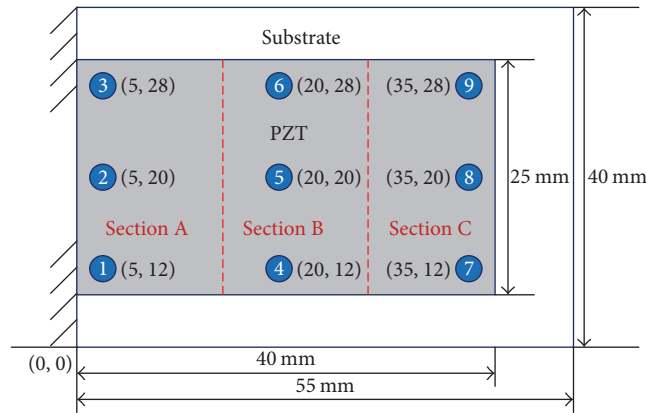 Substrate
3 (5, 28) 6 (20, 28) (35, 28) 9
PZT
2 (5, 20) 5 (20, 20) (35, 20) 8
25 mm
40 mm
Section A Section B Section C
1 (5, 12) 4 (20, 12) (35, 12) 7
(0, 0)
40 mm
55 mm